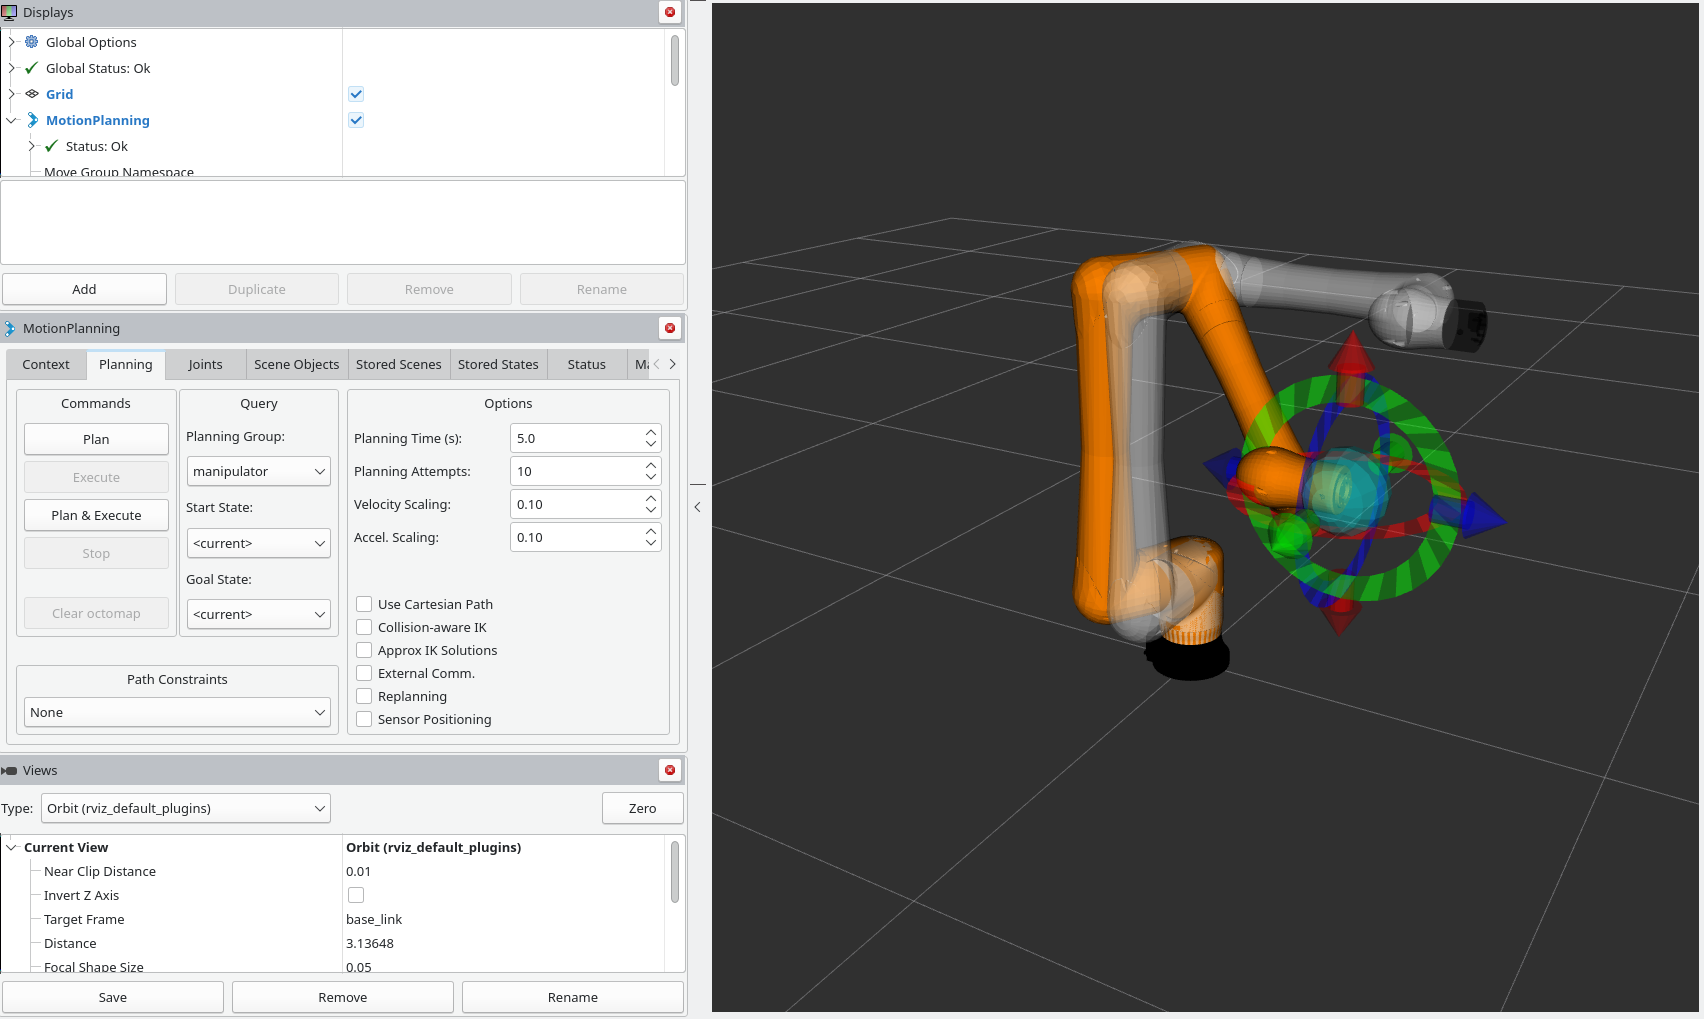 Displays
Global Options
Global Status: Ok
Grid
MotionPlanning
Status: Ok
Move Group Namespace
Add Duplicate Remove Rename
MotionPlanning
Context Planning Joints Scene Objects Stored Scenes Stored States Status
Commands
Plan
Execute
Plan & Execute
Stop
Clear octomap
Query
Planning Group:
manipulator
Start State:
<current>
Goal State:
<current>
Path Constraints
None
Options
Planning Time (s): 5.0
Planning Attempts: 10
Velocity Scaling: 0.10
Accel. Scaling: 0.10
Use Cartesian Path
Collision-aware IK
Approx IK Solutions
External Comm.
Replanning
Sensor Positioning
Views
Type: Orbit (rviz_default_plugins) Zero
Current View Orbit (rviz_default_plugins)
Near Clip Distance 0.01
Invert Z Axis
Target Frame base_link
Distance 3.13648
Focal Shape Size 0.05
Save Remove Rename